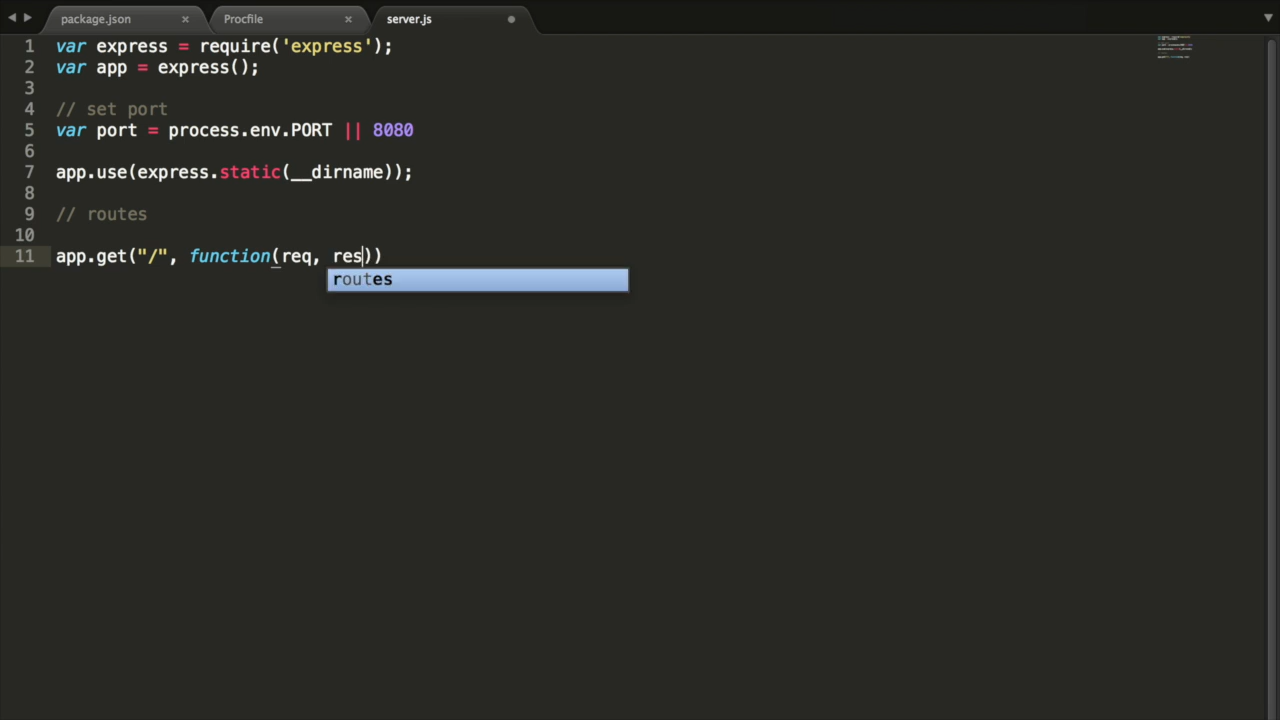 package.json × Procfile × server.js
1 var express = require('express');
2 var app = express();
3
4 // set port
5 var port = process.env.PORT || 8080
6
7 app.use(express.static(__dirname));
8
9 // routes
10
11 app.get("/", function(req, res))
routes